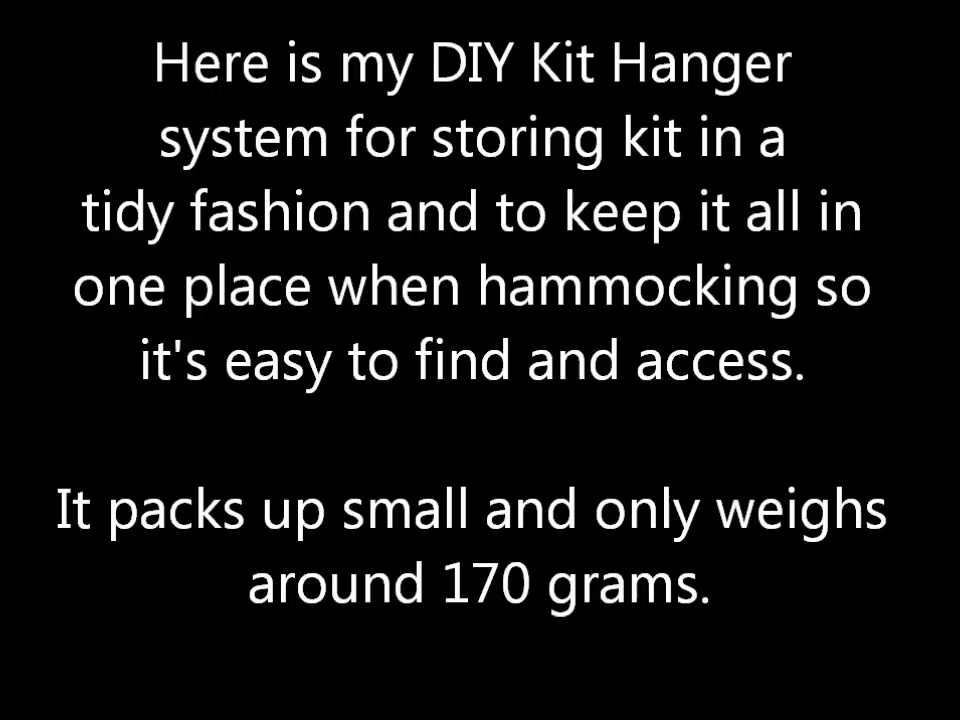 Here is my DIY Kit Hanger
system for storing kit in a
tidy fashion and to keep it all in
one place when hammocking so
it's easy to find and access.
It packs up small and only weighs
around 170 grams.